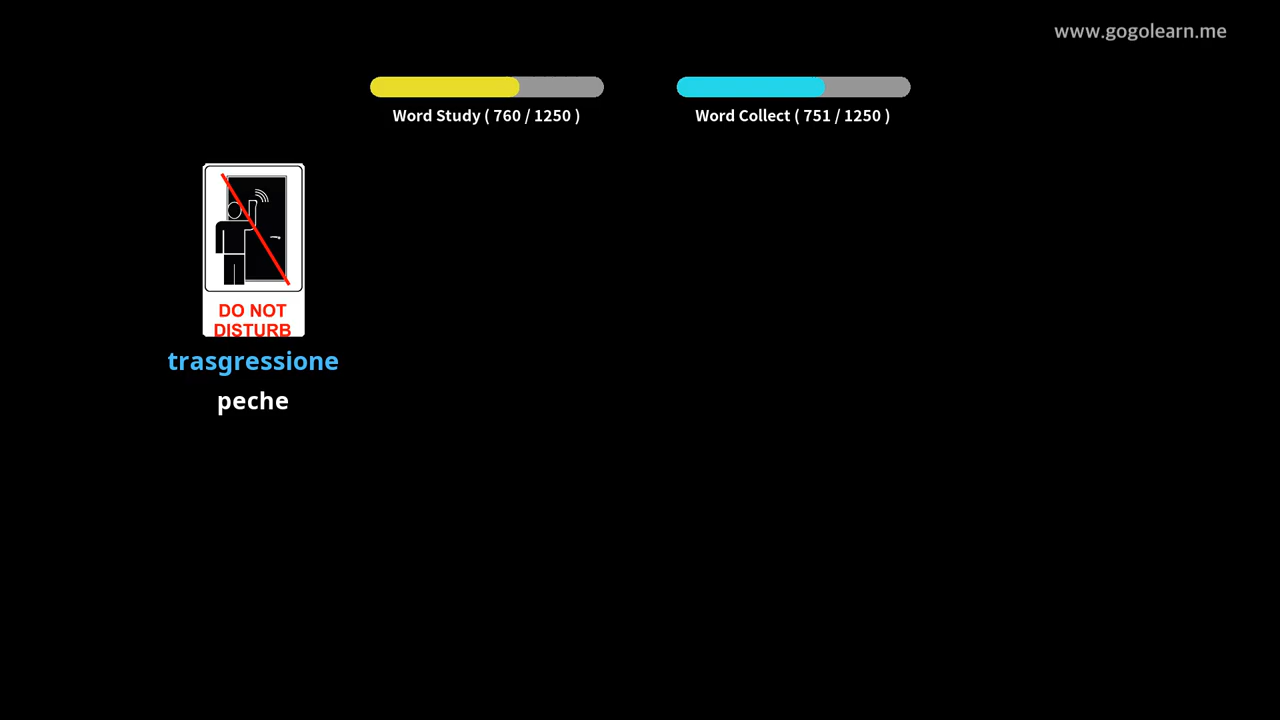 www.gogolearn.me
Word Study ( 760 / 1250 )
Word Collect ( 751 / 1250 )
DO NOT
DISTURB
trasgressione
peche